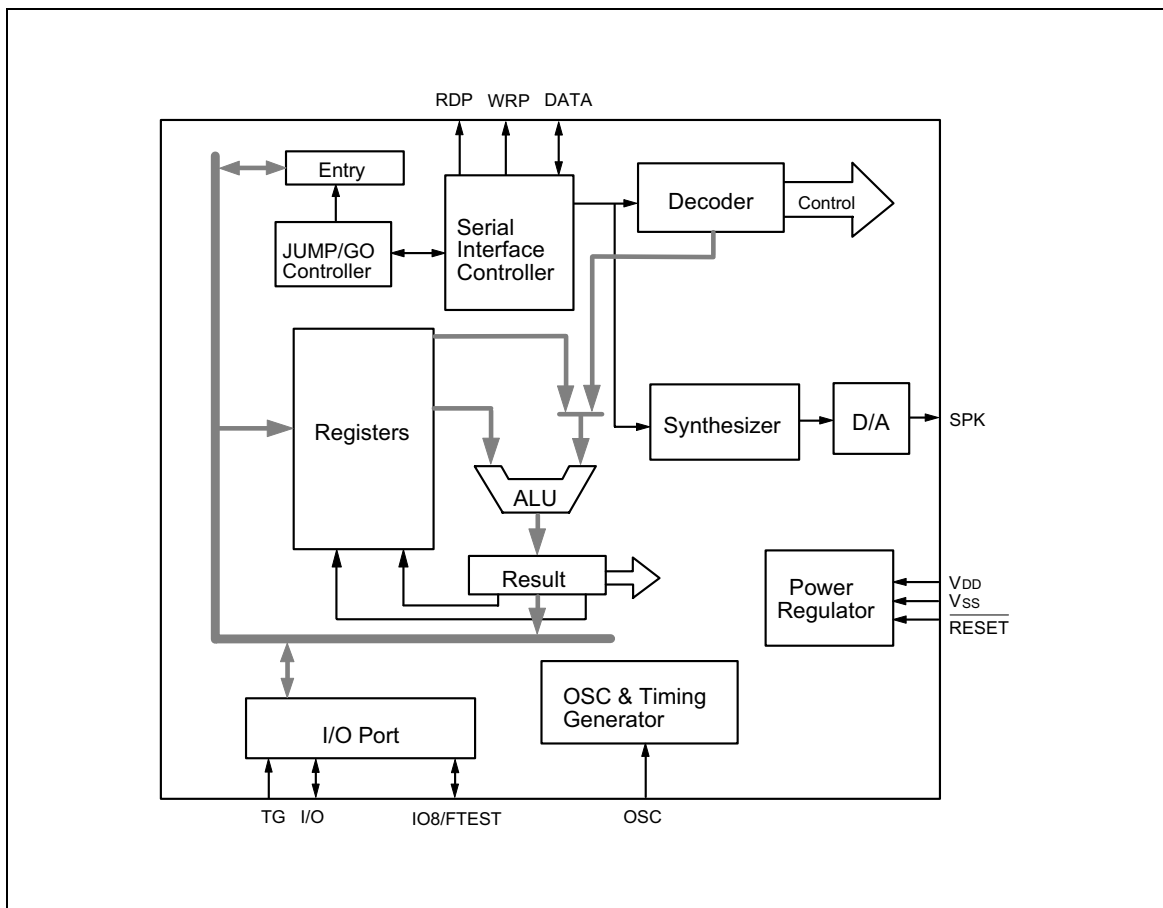 RDP WRP DATA
Entry
JUMP/GO
Controller
Serial
Interface
Controller
Decoder
Control
Registers
Synthesizer
D/A
SPK
ALU
Result
Power
Regulator
VDD
VSS
RESET
OSC & Timing
Generator
I/O Port
TG I/O IO8/FTEST OSC